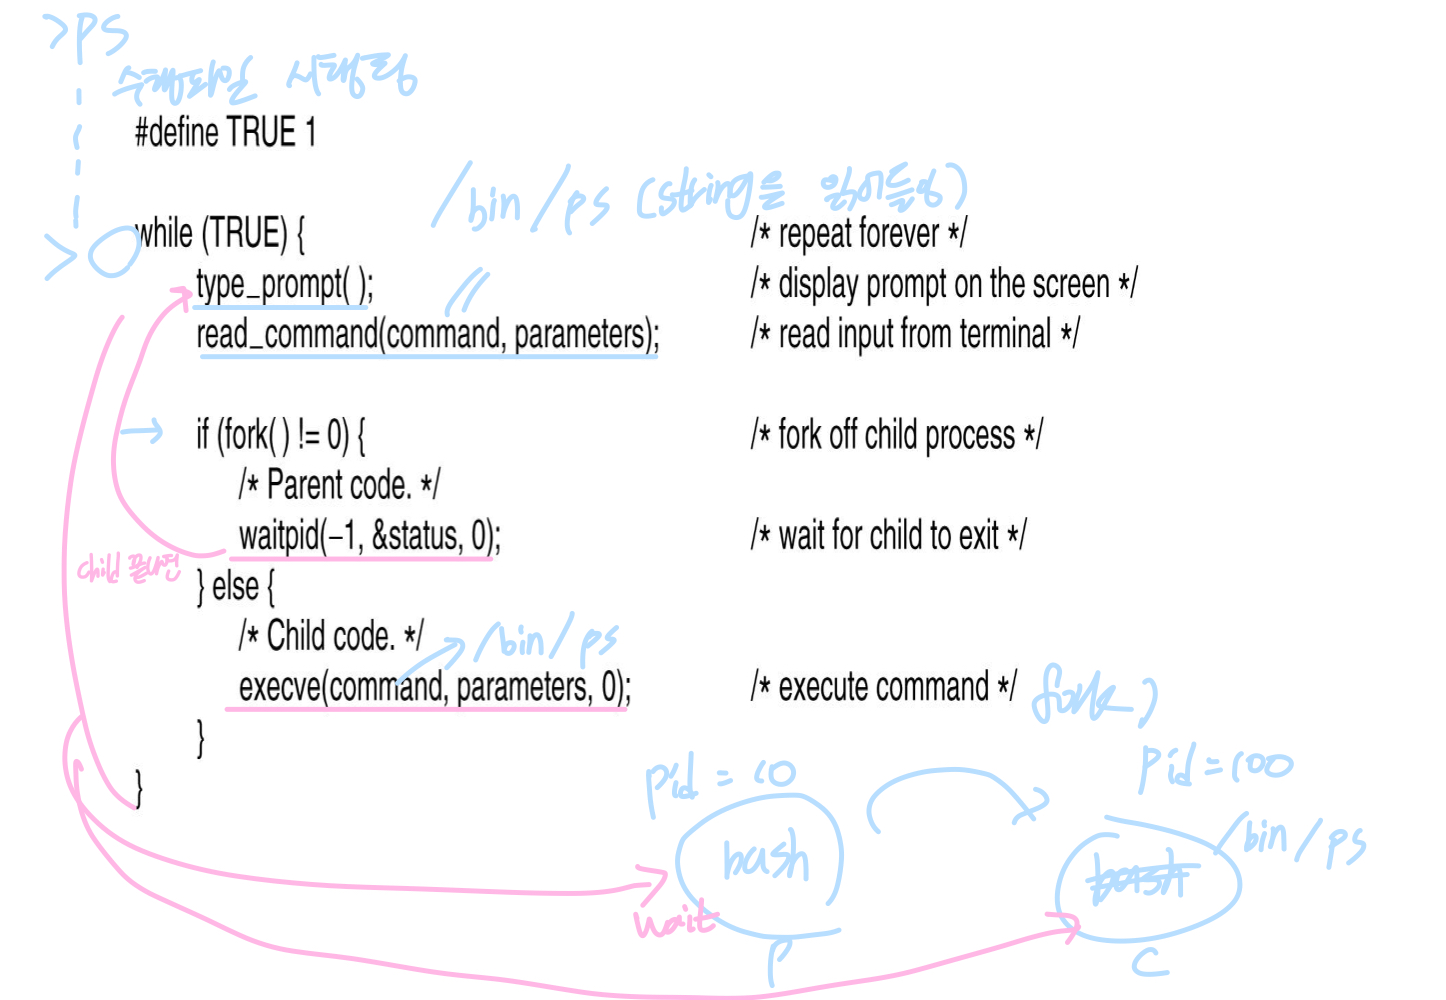 >ps
수행파일 시행됨
#define TRUE 1
/bin/ps (string을 읽어들임)
while (TRUE) { /* repeat forever */
>
type_prompt( ); /* display prompt on the screen */
read_command(command, parameters); /* read input from terminal */
if (fork( ) != 0) { /* fork off child process */
/* Parent code. */
waitpid(−1, &status, 0); /* wait for child to exit */
child 끝나면
} else {
/* Child code. */
/bin/ps
execve(command, parameters, 0); /* execute command */
fork )
}
pid = 10
pid=100
}
bash
/bin/ps
bash
wait
P
C